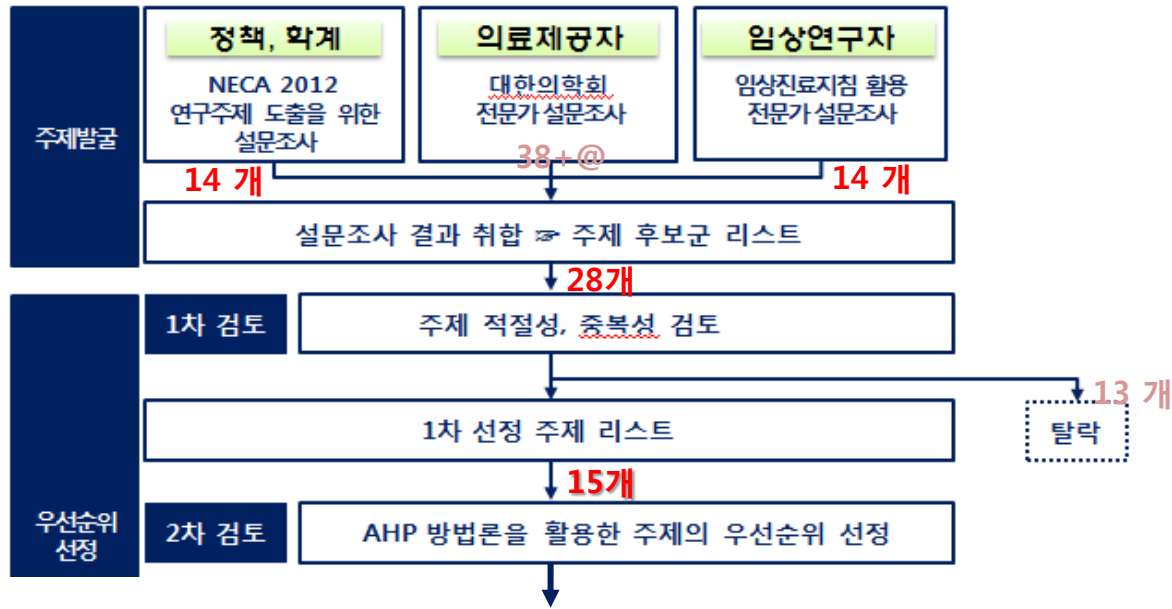 주제발굴
정책, 학계
NECA 2012
연구주제 도출을 위한
설문조사
14 개
의료제공자
대한의학회
전문가 설문조사
38+@
임상연구자
임상진료지침 활용
전문가 설문조사
14 개
설문조사 결과 취합 ☞ 주제 후보군 리스트
28개
우선순위
선정
1차 검토
주제 적절성, 중복성 검토
13 개
탈락
1차 선정 주제 리스트
15개
2차 검토
AHP 방법론을 활용한 주제의 우선순위 선정